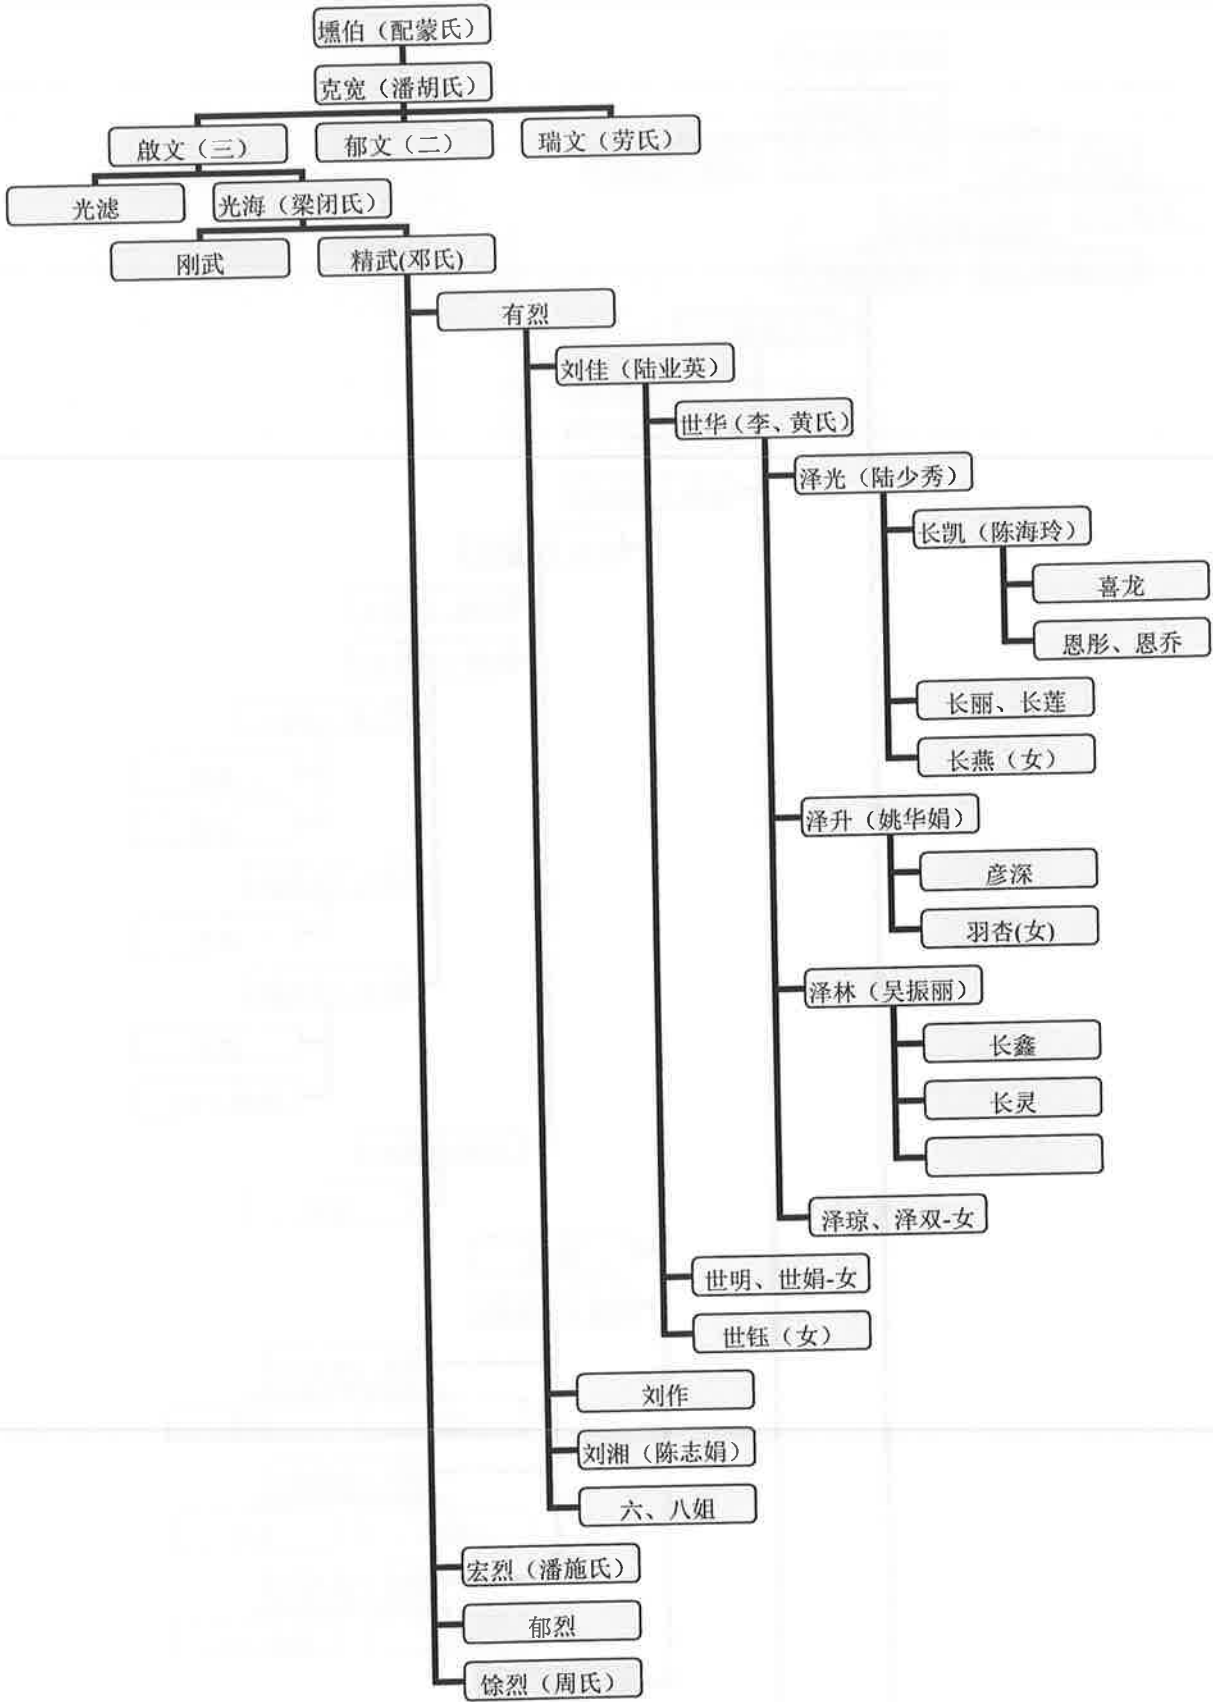 壎伯（配蒙氏）
克宽（潘胡氏）
啟文（三）
郁文（二）
瑞文（劳氏）
光滤
光海（梁闭氏）
刚武
精武(邓氏)
有烈
刘佳（陆业英）
世华（李、黄氏）
泽光（陆少秀）
长凯（陈海玲）
喜龙
恩彤、恩乔
长丽、长莲
长燕（女）
泽升（姚华娟）
彦深
羽杏(女)
泽林（吴振丽）
长鑫
长灵
泽琼、泽双-女
世明、世娟-女
世钰（女）
刘作
刘湘（陈志娟）
六、八姐
宏烈（潘施氏）
郁烈
馀烈（周氏）